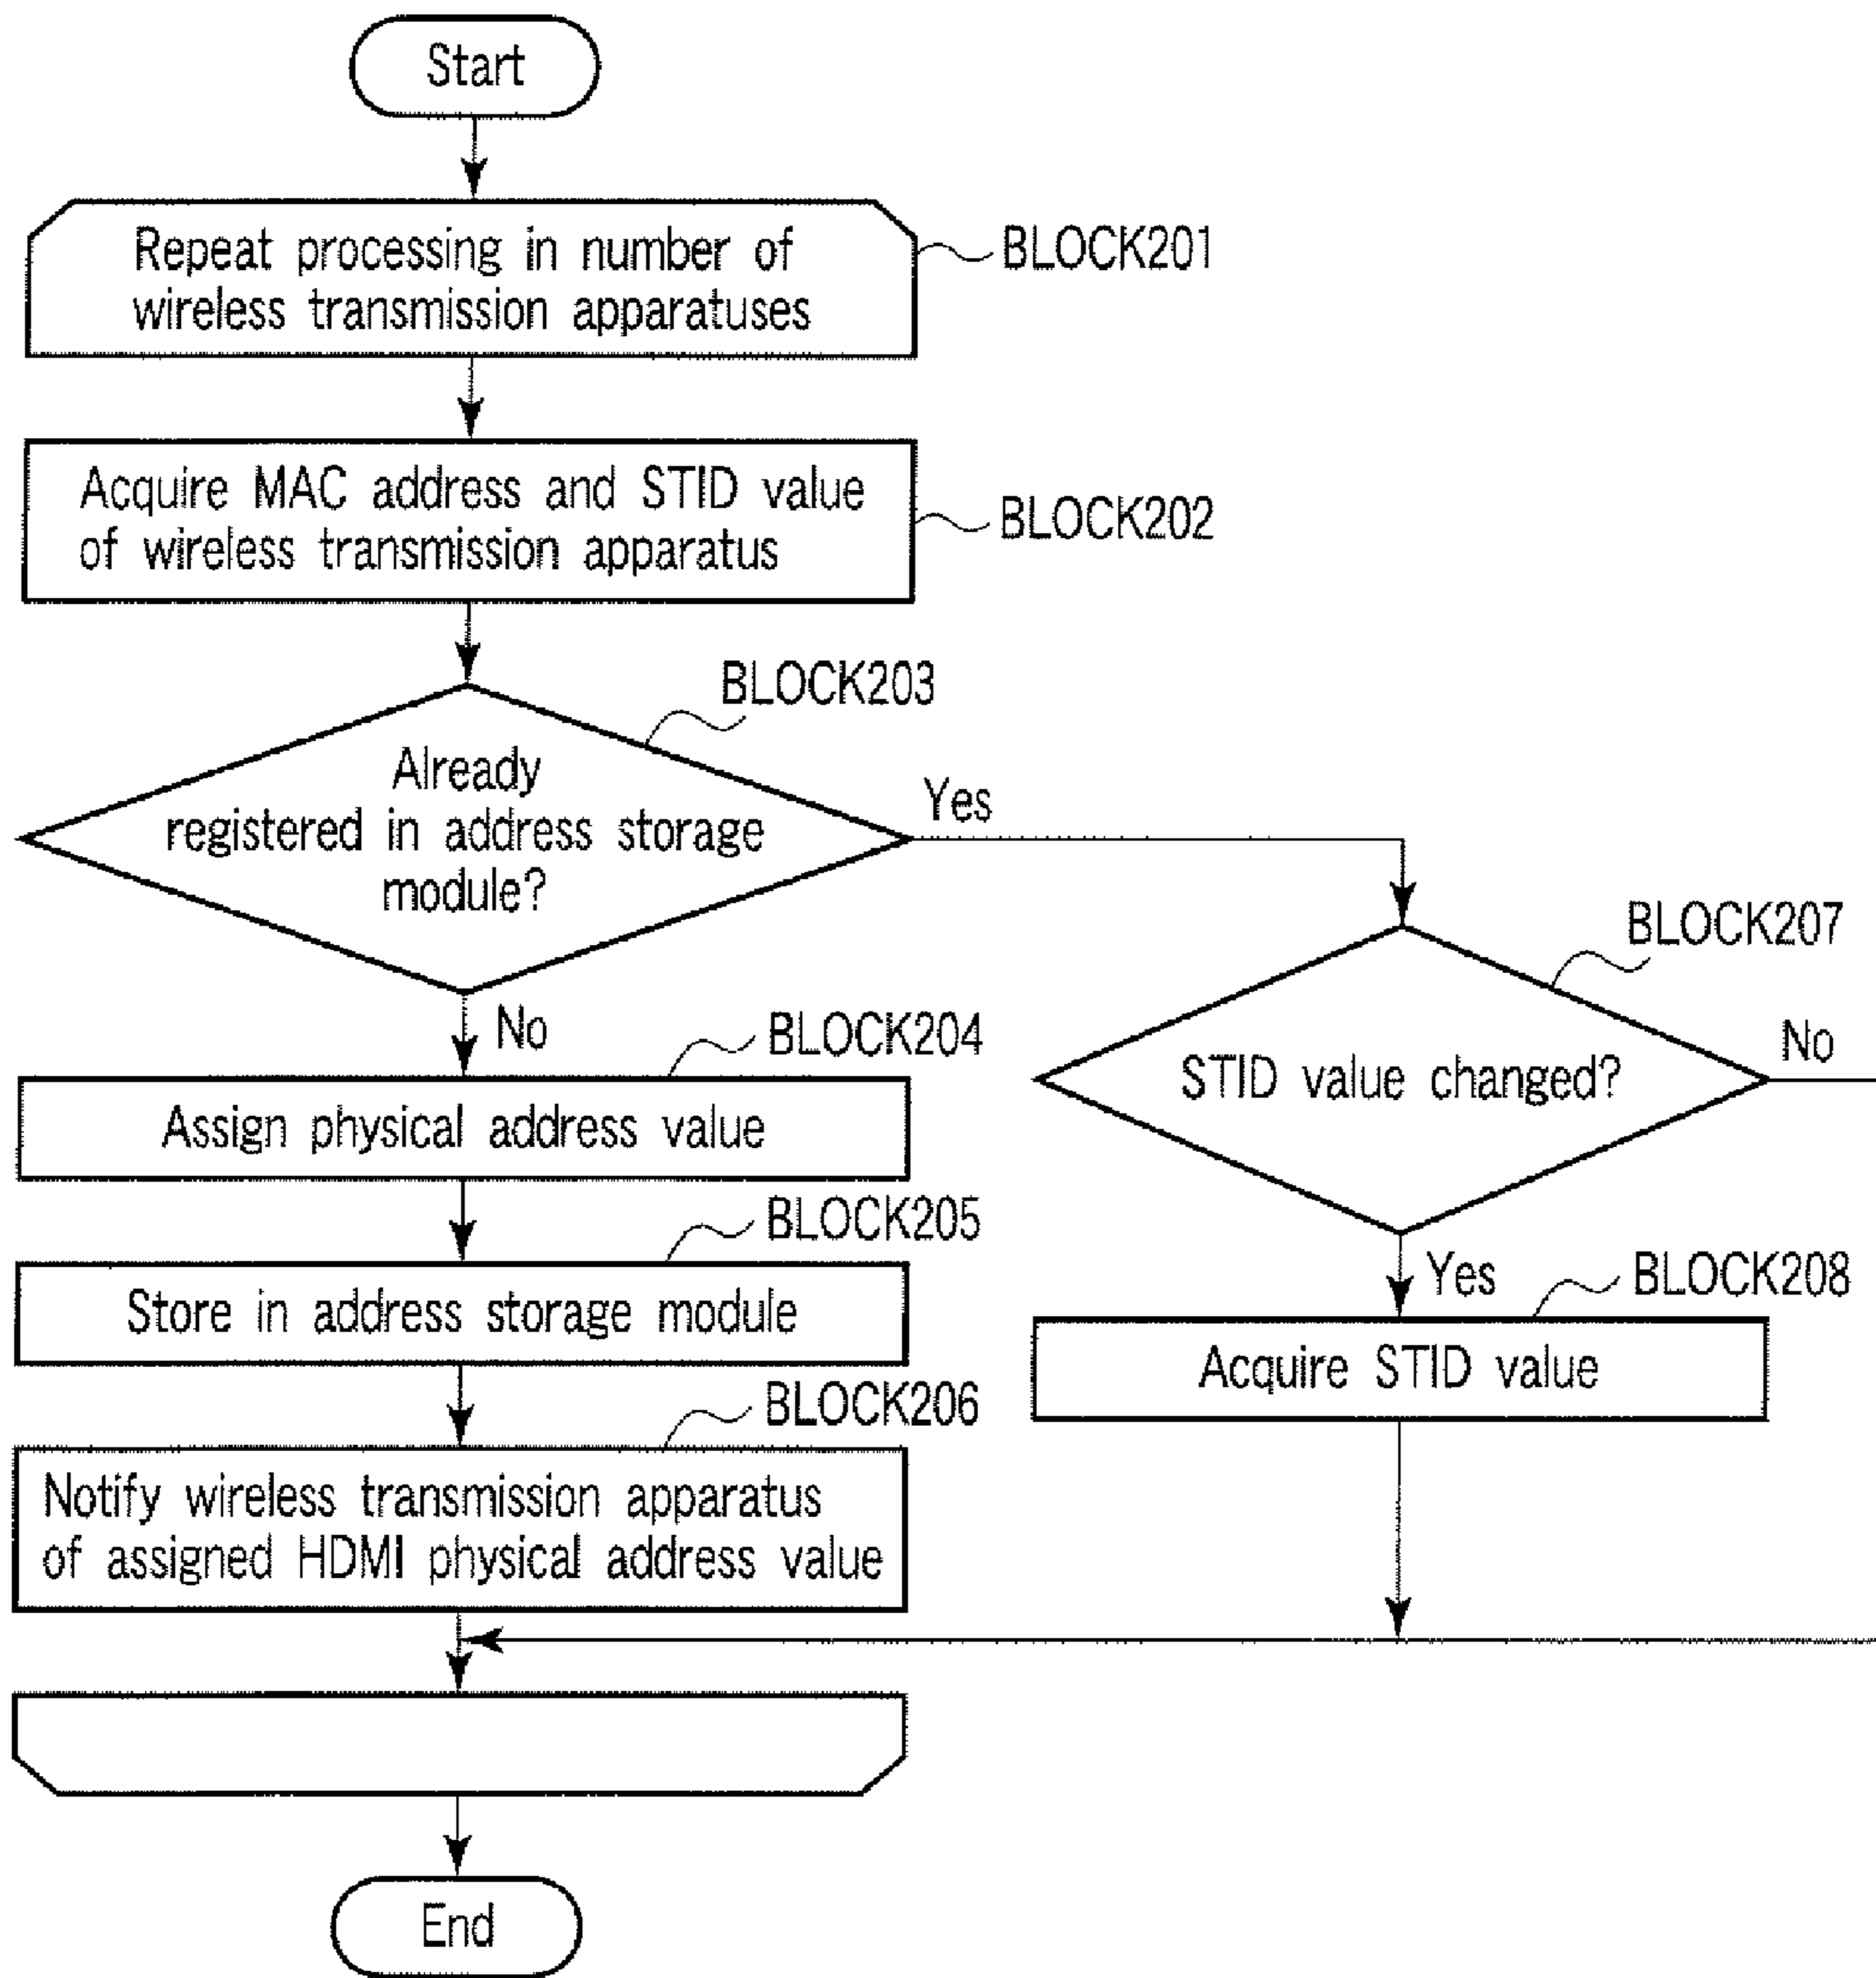 Start
Repeat processing in number of
wireless transmission apparatuses
BLOCK201
Acquire MAC address and STID value
of wireless transmission apparatus
BLOCK202
BLOCK203
Already
registered in address storage
module?
Yes
No
BLOCK204
Assign physical address value
BLOCK205
Store in address storage module
BLOCK206
Notify wireless transmission apparatus
of assigned HDMI physical address value
BLOCK207
STID value changed?
No
Yes
BLOCK208
Acquire STID value
End